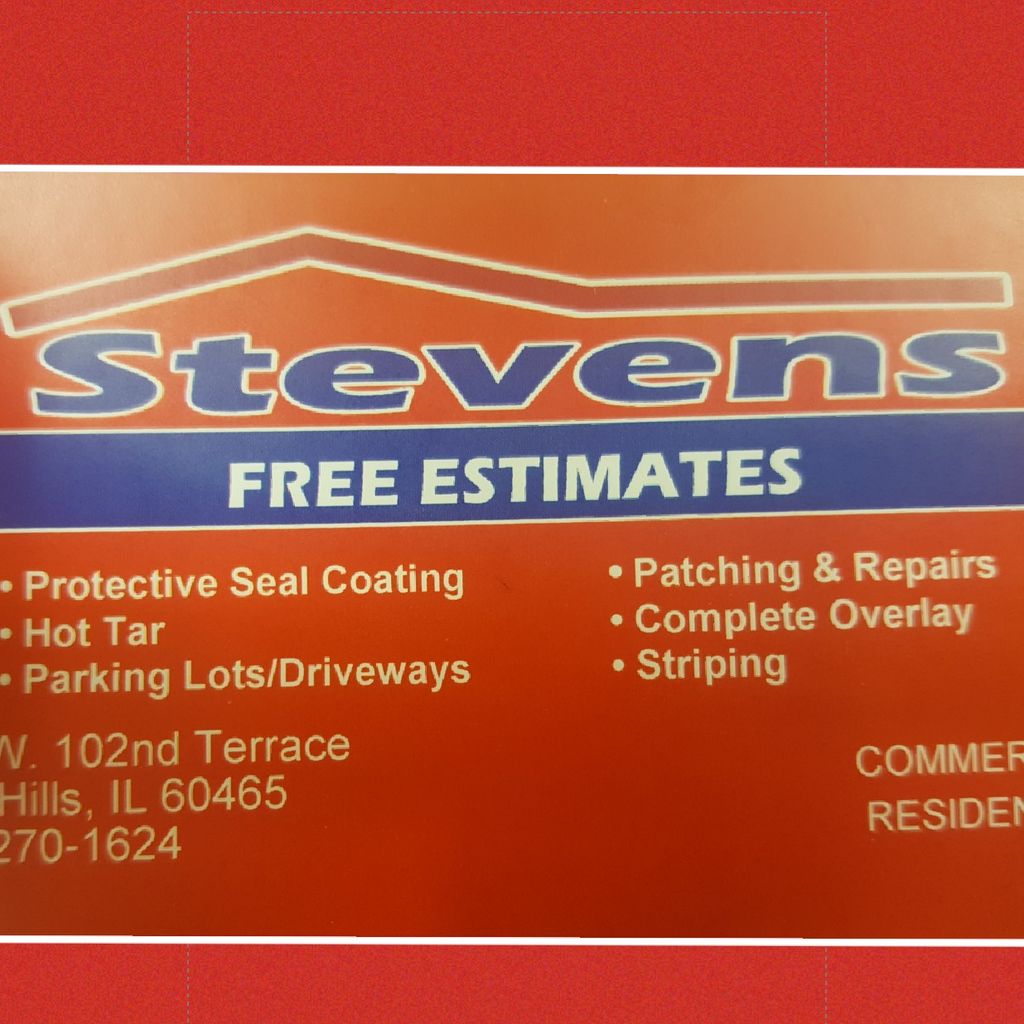 Stevens
FREE ESTIMATES
• Protective Seal Coating
• Hot Tar
• Parking Lots/Driveways
• Patching & Repairs
• Complete Overlay
• Striping
W. 102nd Terrace
Hills, IL 60465
270-1624
COMMER
RESIDEN